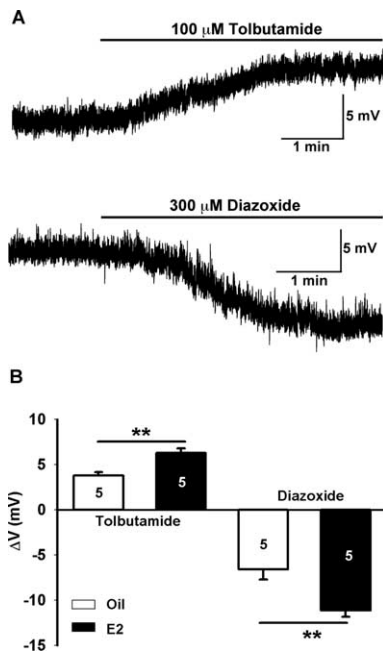 A
100 μM Tolbutamide
5 mV
1 min
300 μM Diazoxide
5 mV
1 min
B
10
5
0
-5
-10
-15
ΔV (mV)
**
5
5
Tolbutamide
Diazoxide
5
5
**
Oil
E2